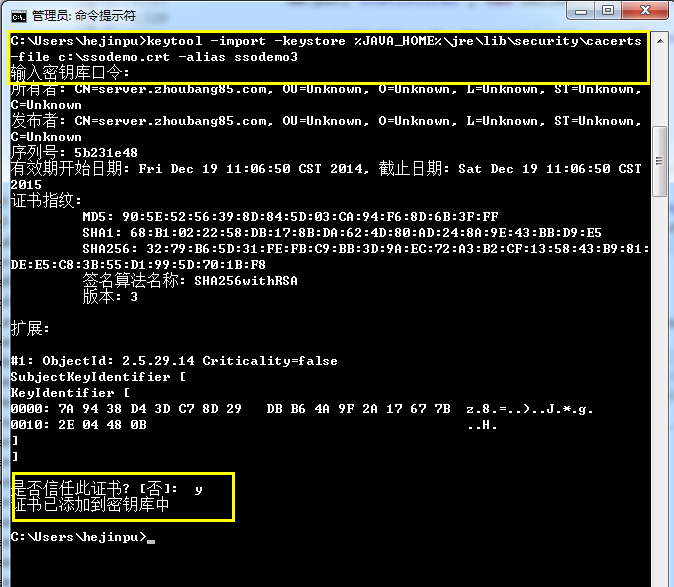 管理员: 命令提示符
C:\Users\hejinpu>keytool -import -keystore %JAVA_HOME%\jre\lib\security\cacerts
-file c:\ssodemo.crt -alias ssodemo3
输入密钥库口令:
所有者: CN=server.zhoubang85.com, OU=Unknown, O=Unknown, L=Unknown, ST=Unknown,
C=Unknown
发布者: CN=server.zhoubang85.com, OU=Unknown, O=Unknown, L=Unknown, ST=Unknown,
C=Unknown
序列号: 5b231e48
有效期开始日期: Fri Dec 19 11:06:50 CST 2014, 截止日期: Sat Dec 19 11:06:50 CST
2015
证书指纹:
MD5: 90:5E:52:56:39:8D:84:5D:03:CA:94:F6:8D:6B:3F:FF
SHA1: 68:B1:02:22:58:DB:17:8B:DA:62:4D:80:AD:24:8A:9E:43:BB:D9:E5
SHA256: 32:79:B6:5D:31:FE:FB:C9:BB:3D:9A:EC:72:A3:B2:CF:13:58:43:B9:81:
DE:E5:C8:3B:55:D1:99:5D:70:1B:F8
签名算法名称: SHA256withRSA
版本: 3
扩展:
#1: ObjectId: 2.5.29.14 Criticality=false
SubjectKeyIdentifier [
KeyIdentifier [
0000: 7A 94 38 D4 3D C7 8D 29   DB B6 4A 9F 2A 17 67 7B  z.8.=..)..J.*.g.
0010: 2E 04 48 0B                                        ..H.
]
]
是否信任此证书? [否]:  y
证书已添加到密钥库中
C:\Users\hejinpu>_